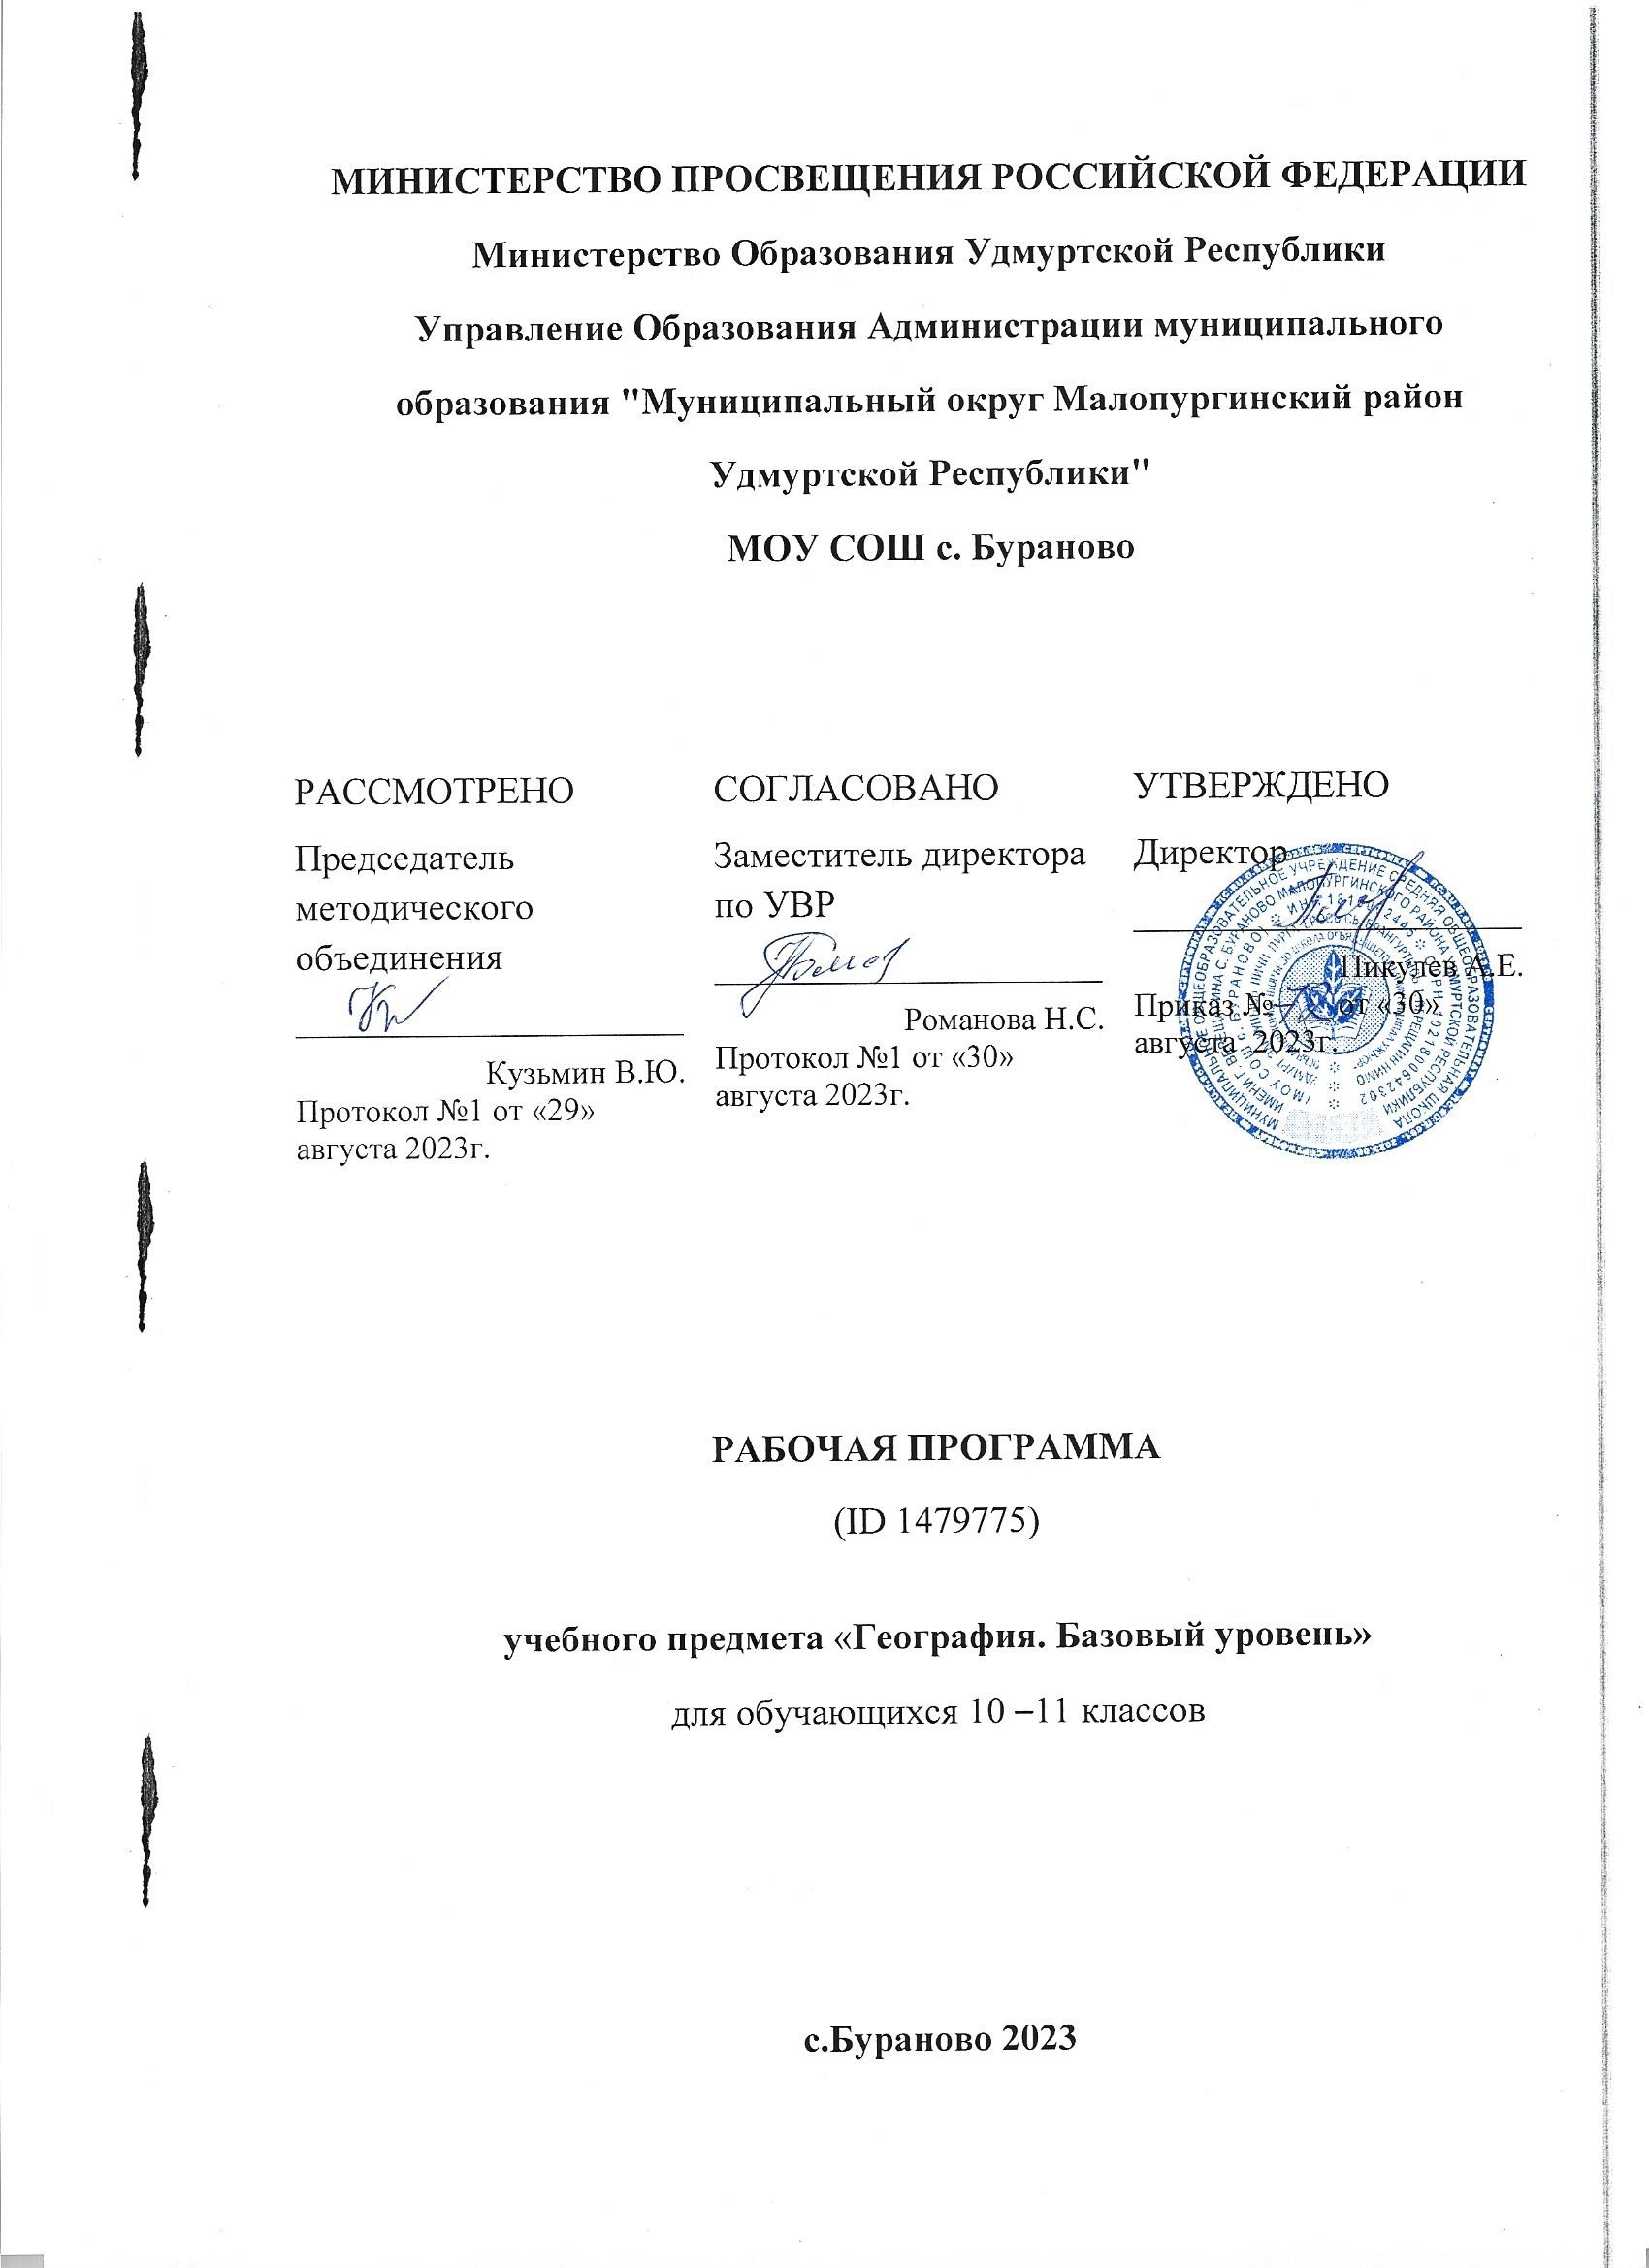 МИНИСТЕРСТВО ПРОСВЕЩЕНИЯ РОССИЙСКОЙ ФЕДЕРАЦИИ
Министерство Образования Удмуртской Республики
Управление Образования Администрации муниципального
образования "Муниципальный округ Малопургинский район
Удмуртской Республики"
МОУ СОШ с. Бураново
РАССМОТРЕНО
Председатель
методического
объединения
Кузьмин В.Ю.
Протокол №1 от «29»
августа 2023г.
СОГЛАСОВАНО
Заместитель директора
по УВР
Романова Н.С.
Протокол №1 от «30»
августа 2023г.
УТВЕРЖДЕНО
Директор
Пикулев А.Е.
Приказ № от «30»
августа 2023г.
РАБОЧАЯ ПРОГРАММА
(ID 1479775)
учебного предмета «География. Базовый уровень»
для обучающихся 10 –11 классов
с.Бураново 2023